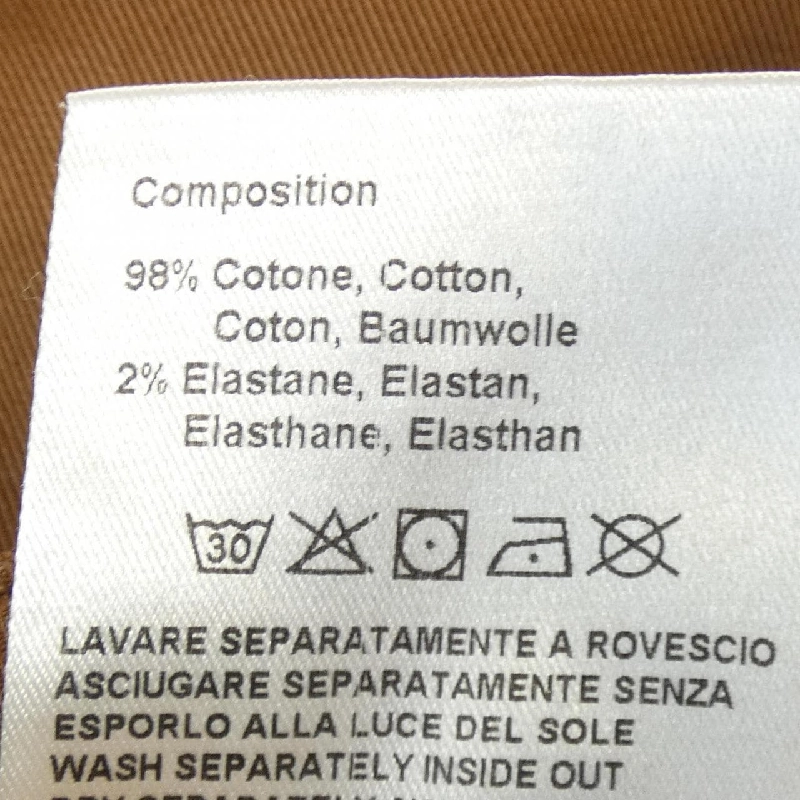 Composition
98% Cotone, Cotton,
Coton, Baumwolle
2% Elastane, Elastan,
Elasthane, Elasthan
30
LAVARE SEPARATAMENTE A ROVESCIO
ASCIUGARE SEPARATAMENTE SENZA
ESPORLO ALLA LUCE DEL SOLE
WASH SEPARATELY INSIDE OUT